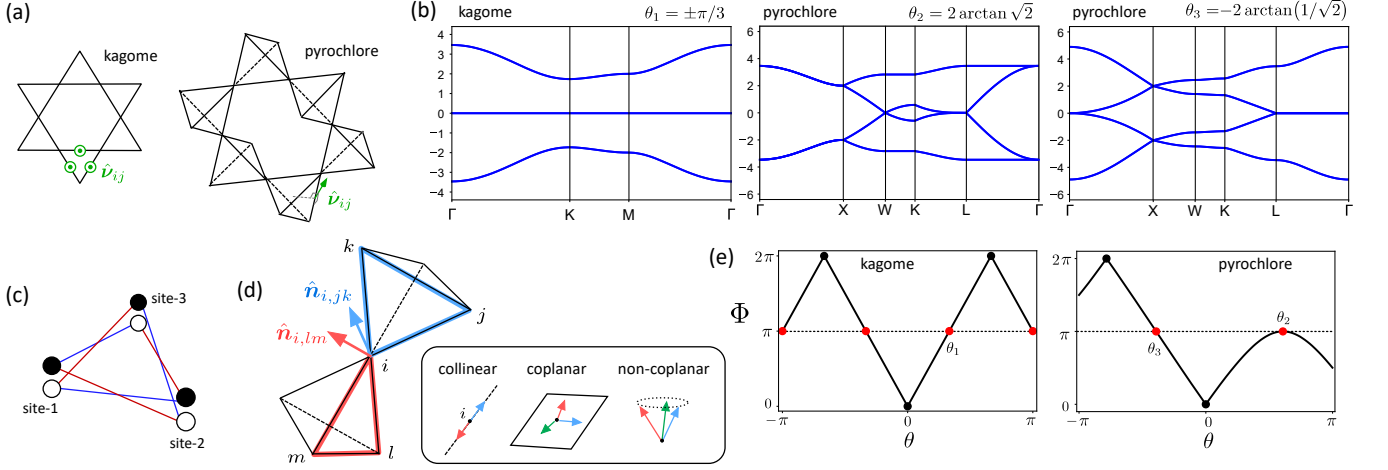 (a)
kagome
ν̂ij
pyrochlore
ν̂ij
(b)
kagome
θ1 = ±π/3
4
3
2
1
0
−1
−2
−3
−4
Γ
K
M
Γ
pyrochlore
θ2 = 2 arctan √2
6
4
2
0
−2
−4
−6
Γ
X
W
K
L
Γ
pyrochlore
θ3 = −2 arctan(1/√2)
6
4
2
0
−2
−4
−6
Γ
X
W
K
L
Γ
(c)
site-3
site-1
site-2
(d)
k
n̂i,jk
j
n̂i,lm
i
m
l
collinear
i
coplanar
non-coplanar
(e)
kagome
2π
Φ
π
0
θ1
−π
0
π
θ
pyrochlore
2π
π
0
θ3
θ2
−π
0
π
θ